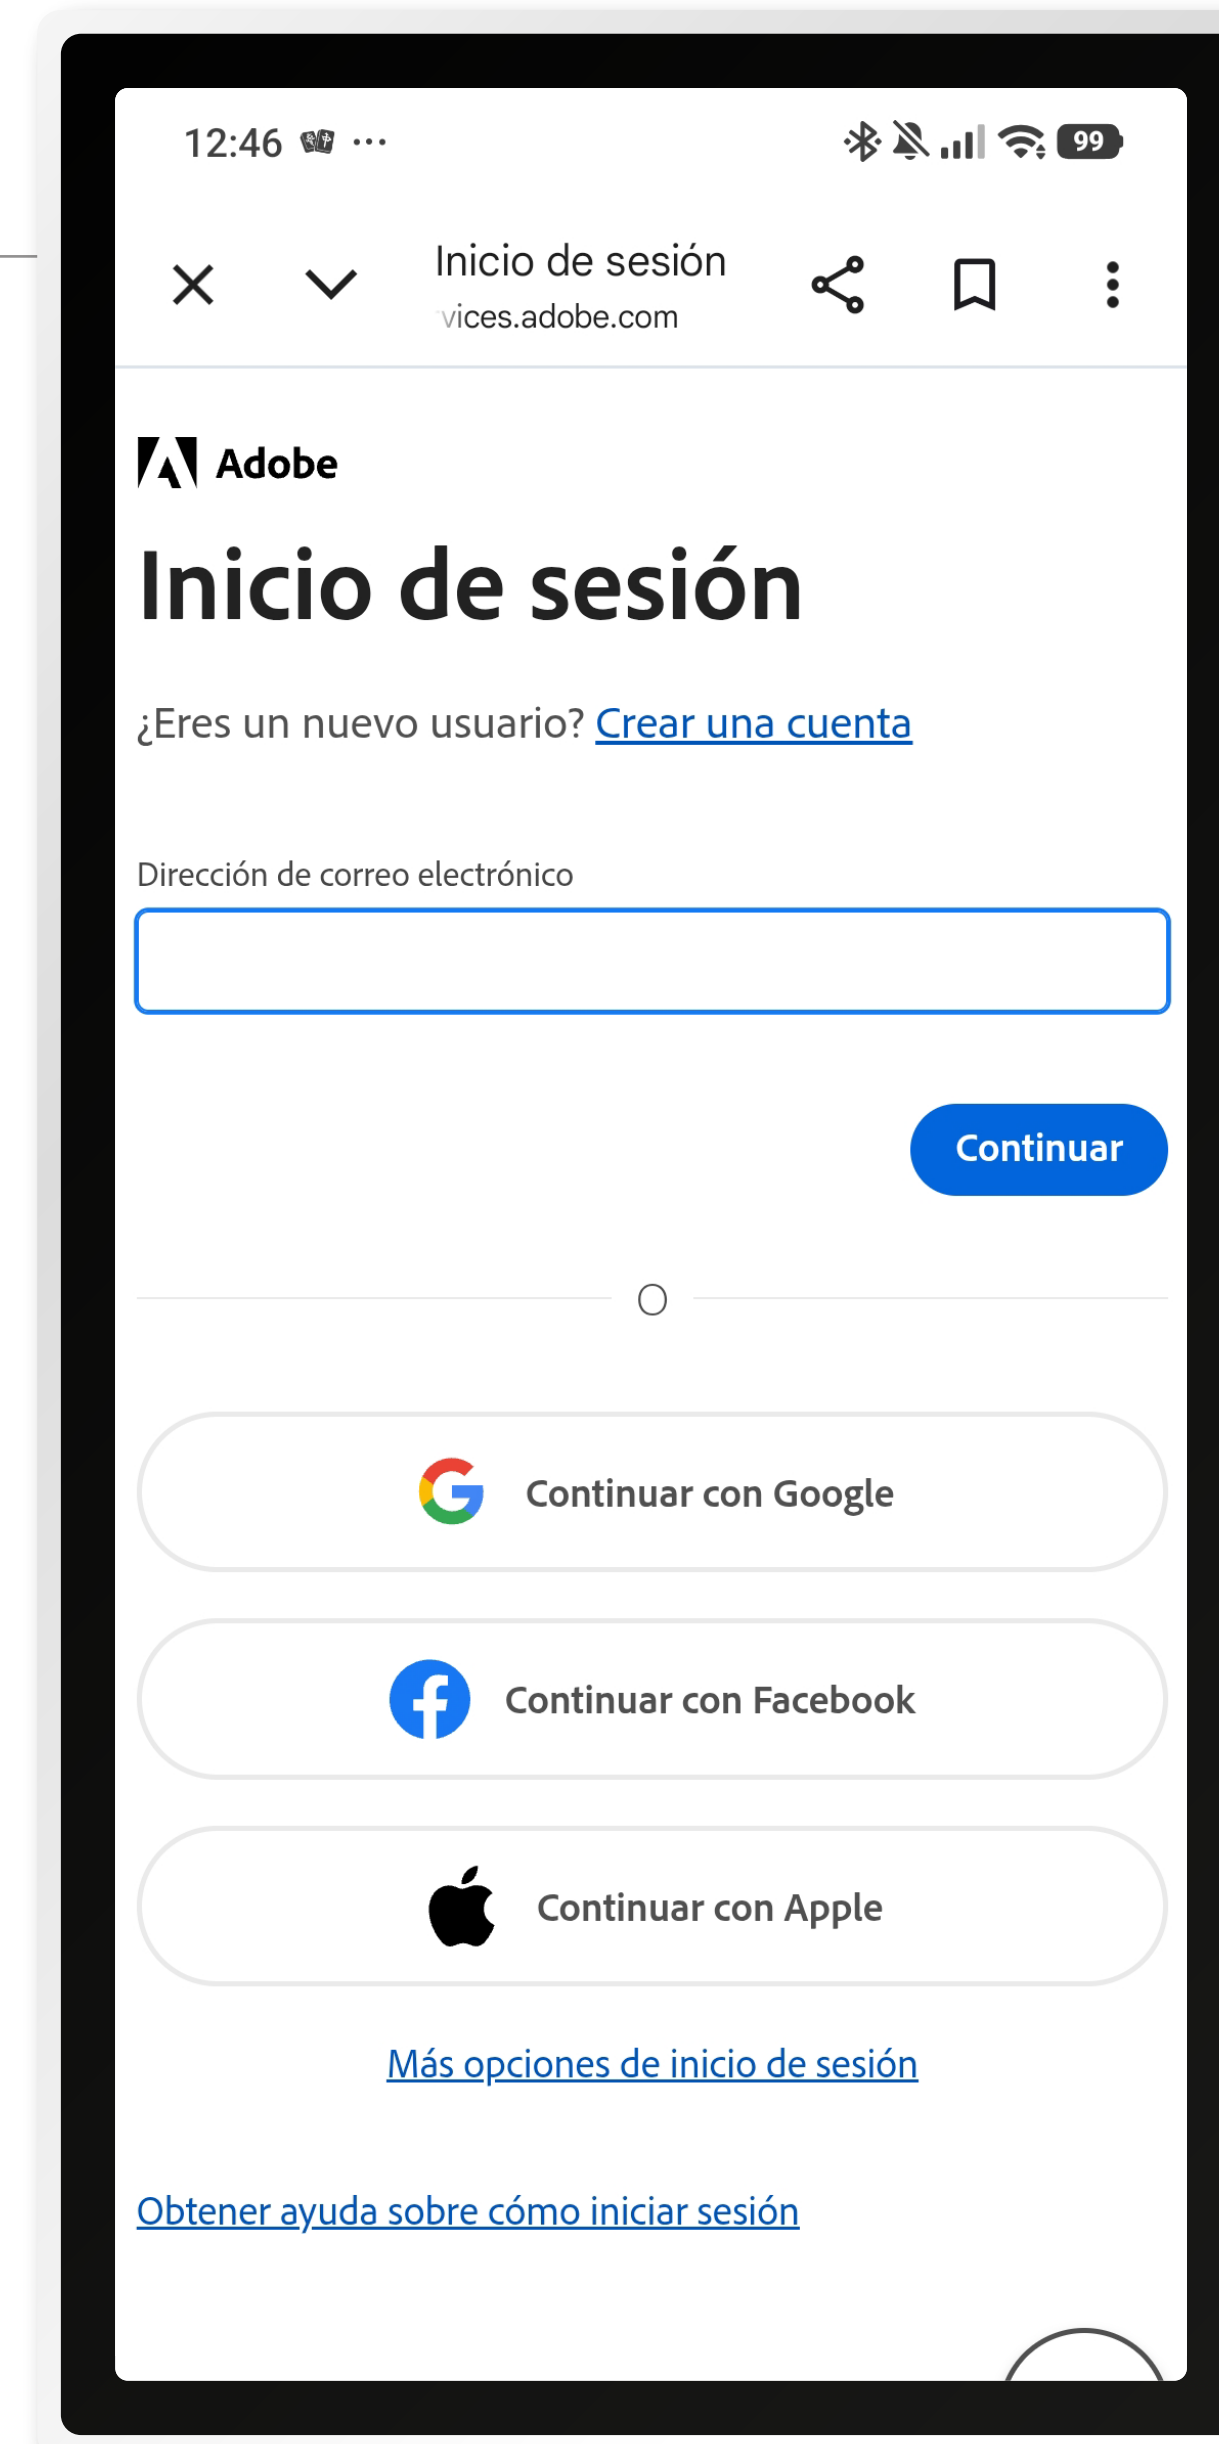 12:46 ...
99
Inicio de sesión
vices.adobe.com
Adobe
Inicio de sesión
¿Eres un nuevo usuario? Crear una cuenta
Dirección de correo electrónico
Continuar
O
Continuar con Google
Continuar con Facebook
Continuar con Apple
Más opciones de inicio de sesión
Obtener ayuda sobre cómo iniciar sesión